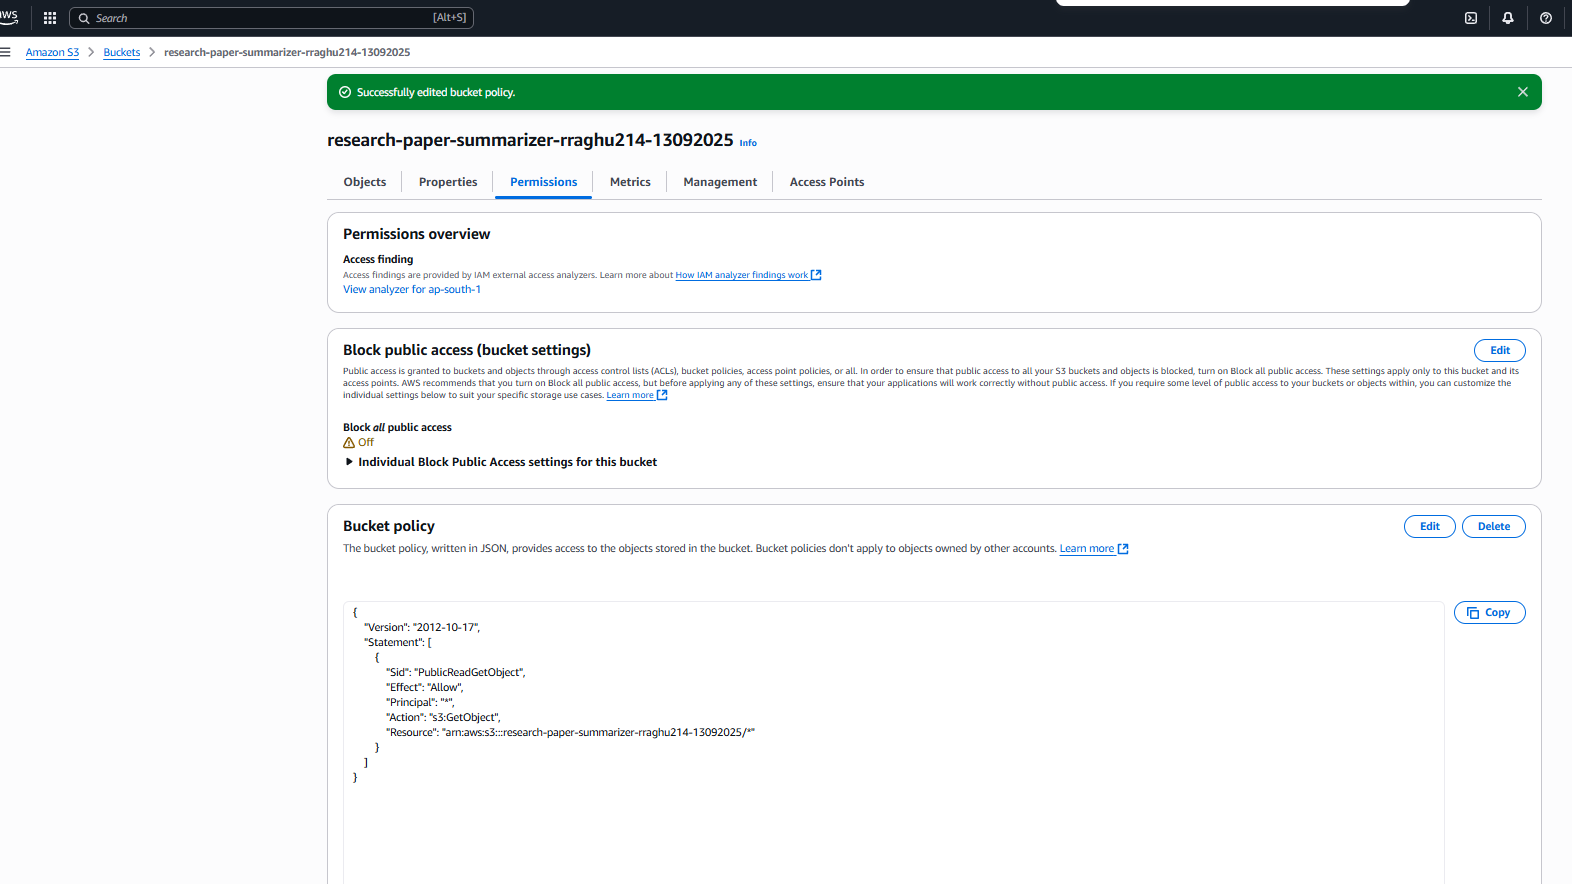 aws
Search
[Alt+S]
Amazon S3 > Buckets > research-paper-summarizer-rraghu214-13092025
Successfully edited bucket policy.
research-paper-summarizer-rraghu214-13092025 Info
Objects
Properties
Permissions
Metrics
Management
Access Points
Permissions overview
Access finding
Access findings are provided by IAM external access analyzers. Learn more about How IAM analyzer findings work
View analyzer for ap-south-1
Block public access (bucket settings)
Edit
Public access is granted to buckets and objects through access control lists (ACLs), bucket policies, access point policies, or all. In order to ensure that public access to all your S3 buckets and objects is blocked, turn on Block all public access. These settings apply only to this bucket and its
access points. AWS recommends that you turn on Block all public access, but before applying any of these settings, ensure that your applications will work correctly without public access. If you require some level of public access to your buckets or objects within, you can customize the
individual settings below to suit your specific storage use cases. Learn more
Block all public access
Off
Individual Block Public Access settings for this bucket
Bucket policy
Edit
Delete
The bucket policy, written in JSON, provides access to the objects stored in the bucket. Bucket policies don't apply to objects owned by other accounts. Learn more
Copy
{
"Version": "2012-10-17",
"Statement": [
{
"Sid": "PublicReadGetObject",
"Effect": "Allow",
"Principal": "*",
"Action": "s3:GetObject",
"Resource": "arn:aws:s3:::research-paper-summarizer-rraghu214-13092025/*"
}
]
}